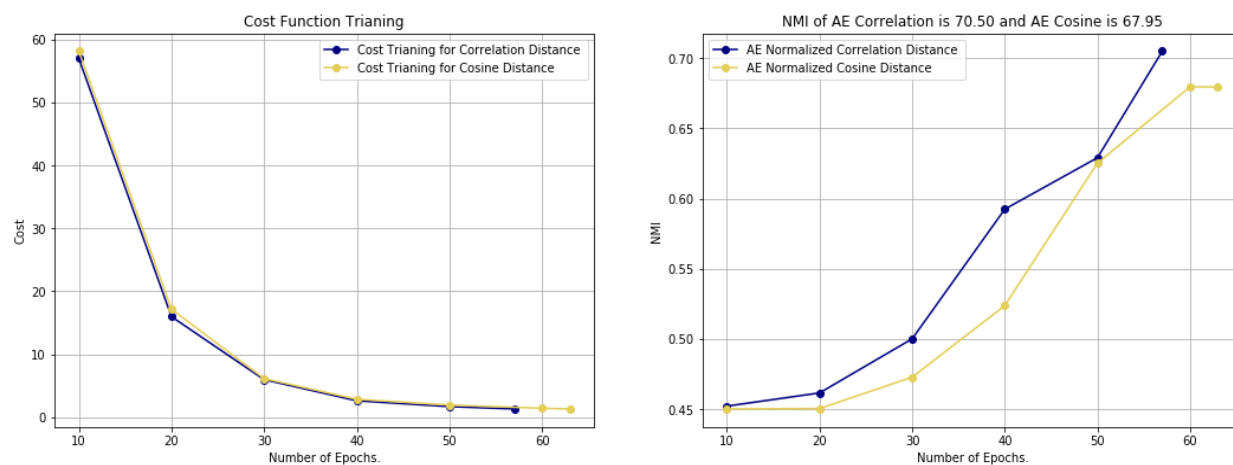 Cost Function Trianing
60
50
40
30
20
10
0
Cost
Cost Trianing for Correlation Distance
Cost Trianing for Cosine Distance
10 20 30 40 50 60
Number of Epochs.
NMI of AE Correlation is 70.50 and AE Cosine is 67.95
0.70
0.65
0.60
0.55
0.50
0.45
NMI
AE Normalized Correlation Distance
AE Normalized Cosine Distance
10 20 30 40 50 60
Number of Epochs.